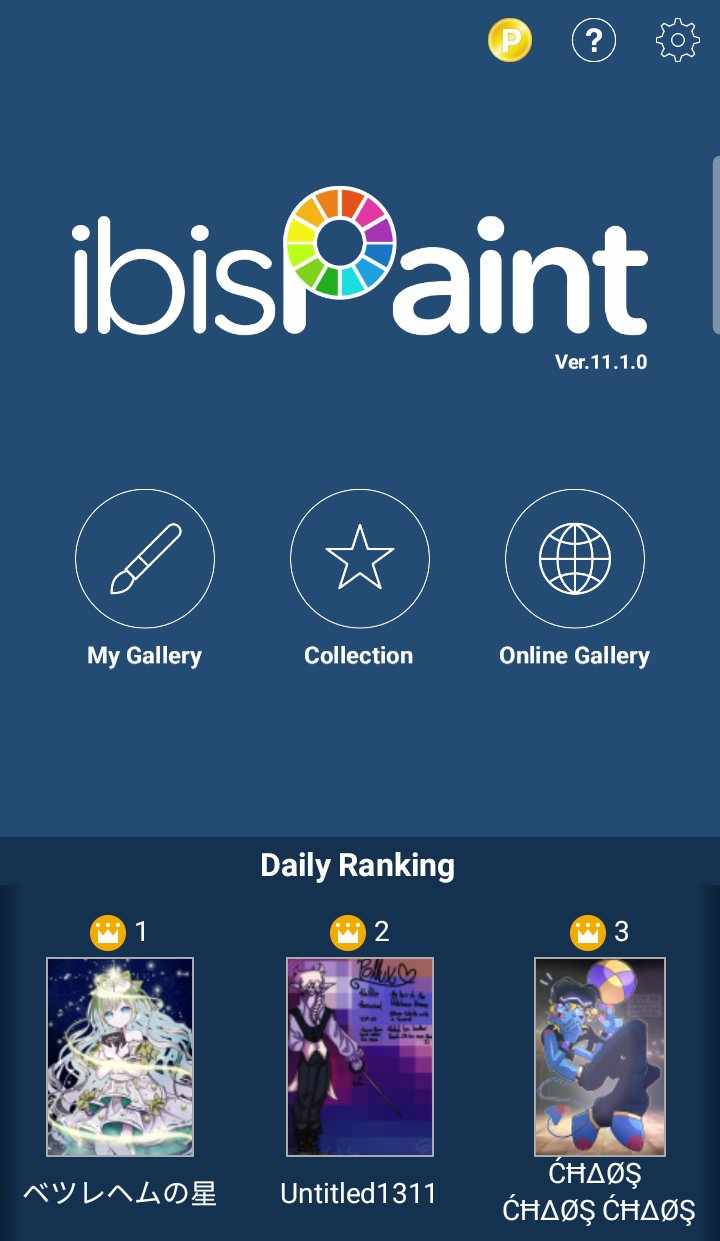 P ?
ibisPaint
Ver.11.1.0
My Gallery Collection Online Gallery
Daily Ranking
1 2 3
ベツレヘムの星 Untitled1311 ĆĦΔØŞ
ĆĦΔØŞ ĆĦΔØŞ